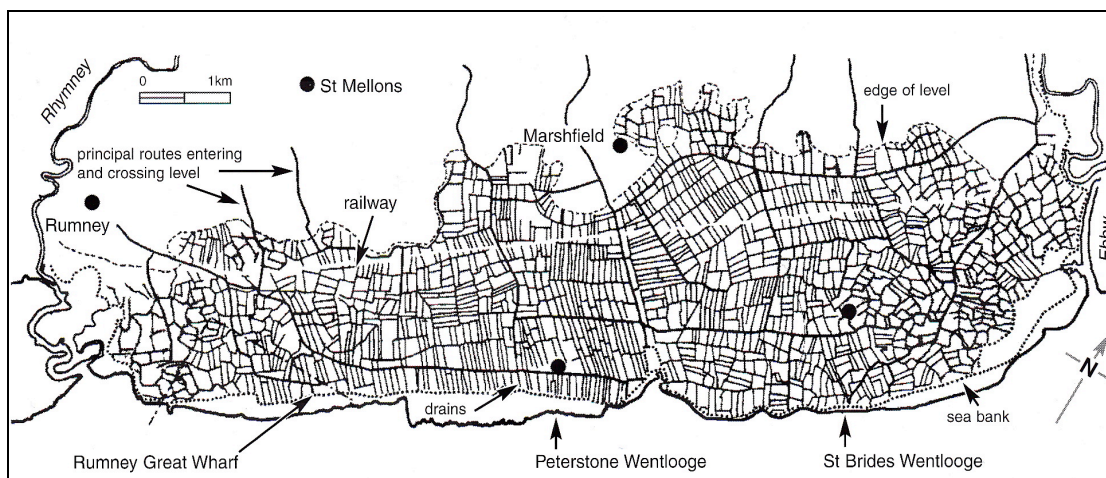 Rhymney
0 1km
St Mellons
edge of level
Marshfield
principal routes entering
and crossing level
railway
Rumney
Ebbw
N
drains
sea bank
Rumney Great Wharf
Peterstone Wentlooge
St Brides Wentlooge